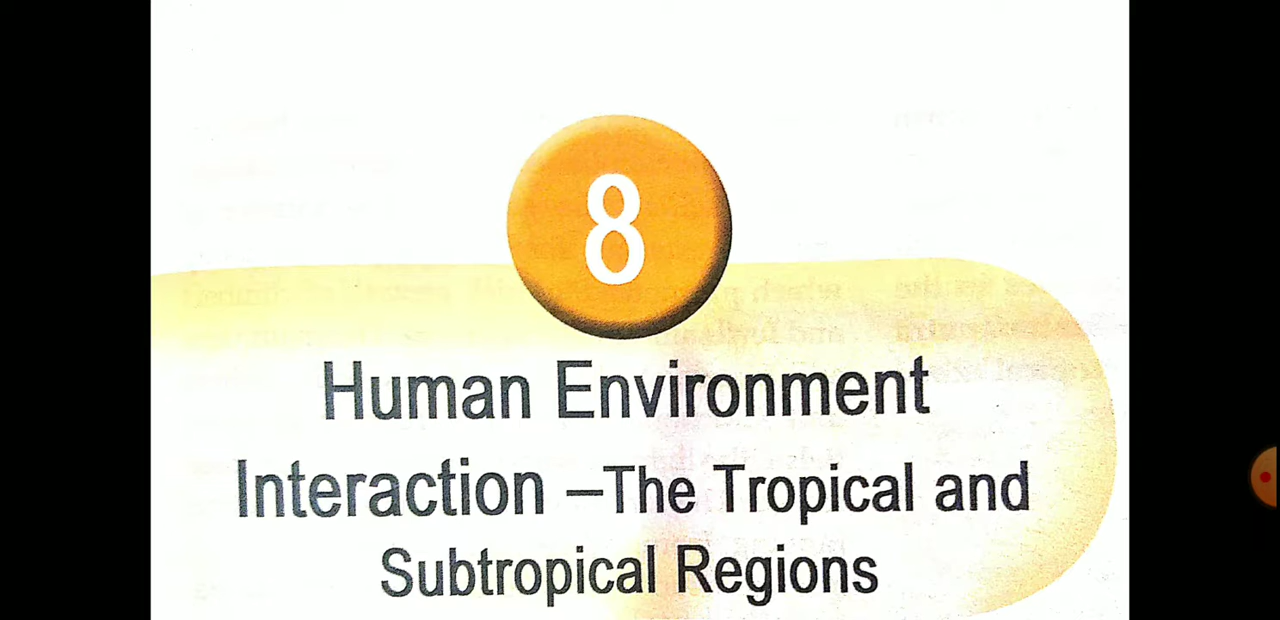 8
Human Environment
Interaction –The Tropical and
Subtropical Regions